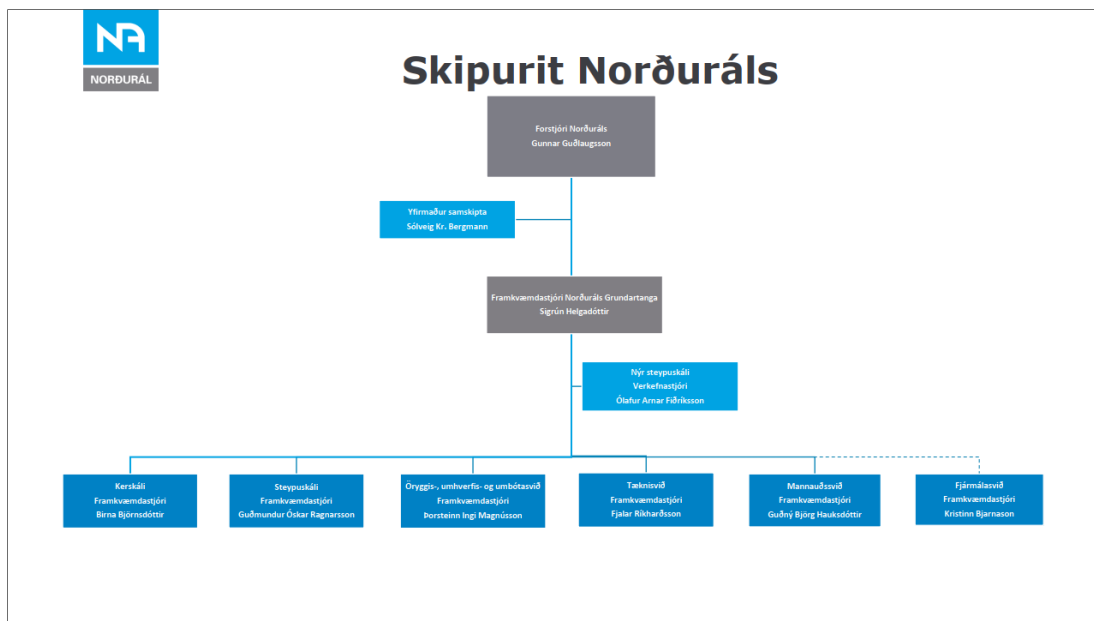 NA
NORÐURÁL
Skipurit Norðuráls
Forstjóri Norðuráls
Gunnar Guðlaugsson
Yfirmaður samskipta
Sólveig Kr. Bergmann
Framkvæmdastjóri Norðuráls Grundartanga
Sigrún Helgadóttir
Nýr steypuskáli
Verkefnastjóri
Ólafur Arnar Fiðriksson
Kerskáli
Framkvæmdastjóri
Birna Björnsdóttir
Steypuskáli
Framkvæmdastjóri
Guðmundur Óskar Ragnarsson
Öryggis-, umhverfis- og umbótasvið
Framkvæmdastjóri
Þorsteinn Ingi Magnússon
Tæknisvið
Framkvæmdastjóri
Fjalar Ríkharðsson
Mannauðssvið
Framkvæmdastjóri
Guðný Björg Hauksdóttir
Fjármálasvið
Framkvæmdastjóri
Kristinn Bjarnason